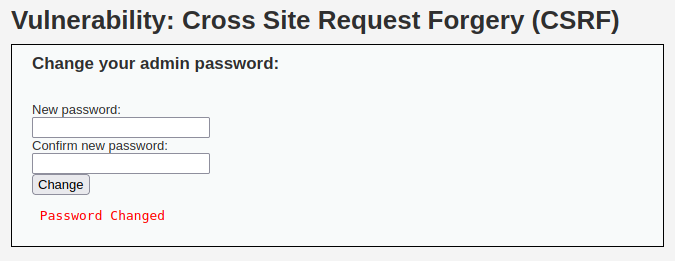 Vulnerability: Cross Site Request Forgery (CSRF)
Change your admin password:
New password:
Confirm new password:
Change
Password Changed